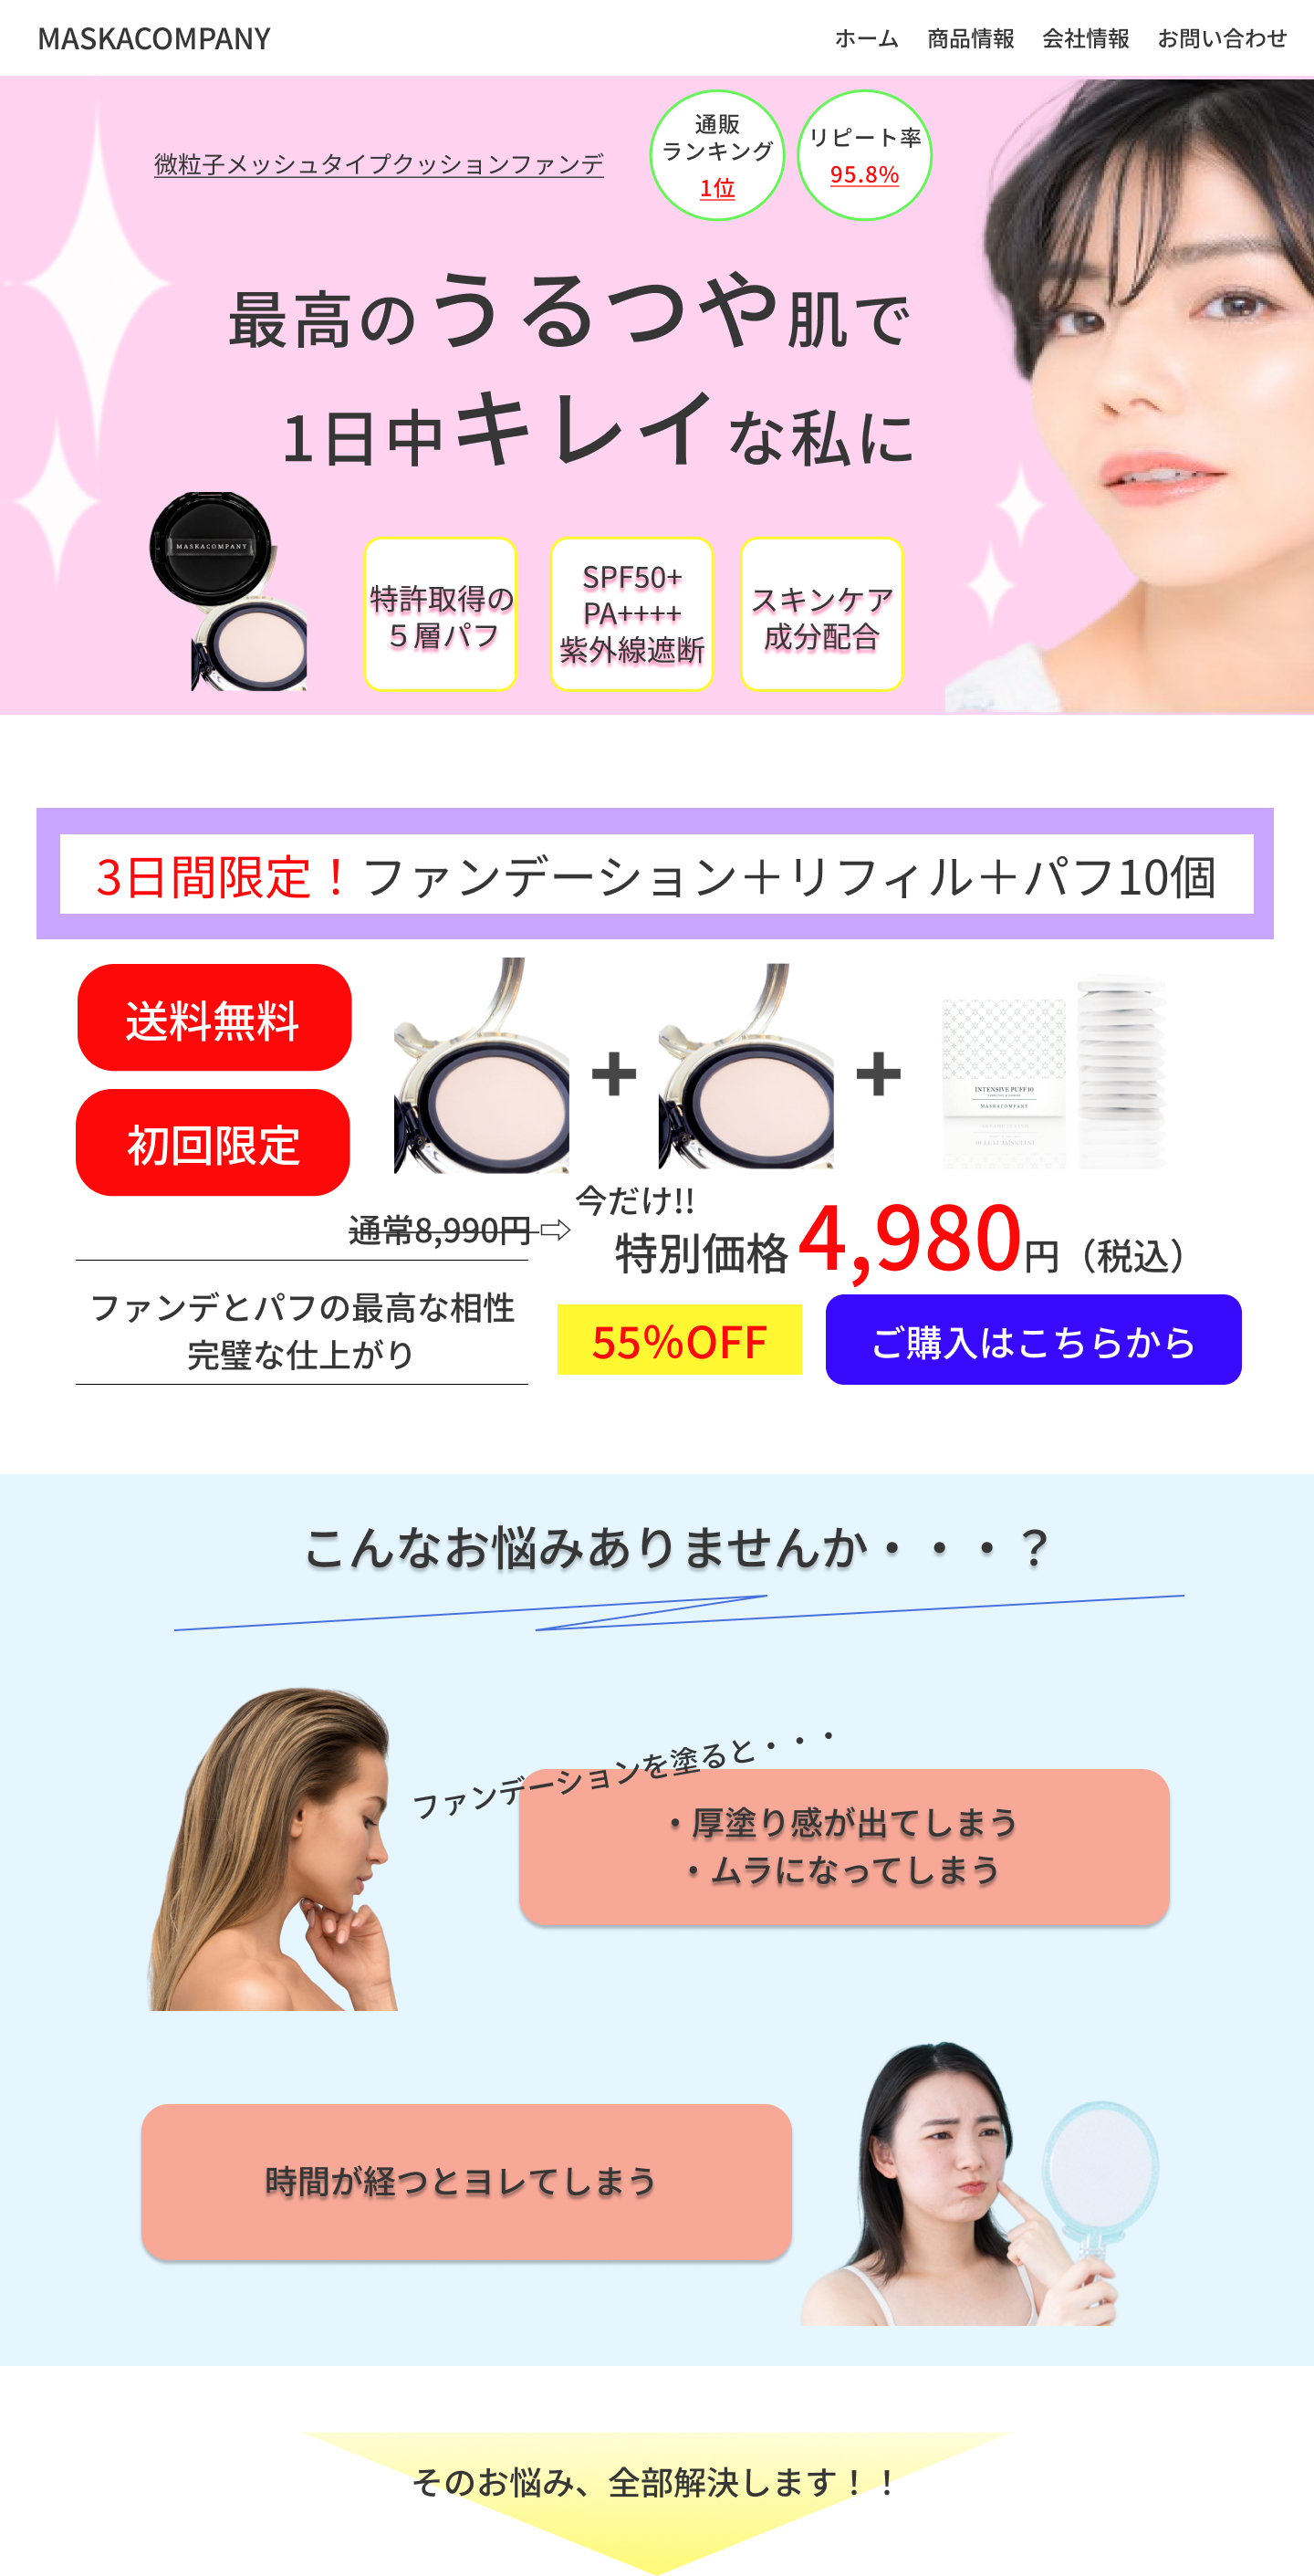 MASKACOMPANY
ホーム 商品情報 会社情報 お問い合わせ
微粒子メッシュタイプクッションファンデ
通販
ランキング
1位
リピート率
95.8%
最高のうるつや肌で
1日中キレイな私に
MASKACOMPANY
特許取得の
５層パフ
SPF50+
PA++++
紫外線遮断
スキンケア
成分配合
3日間限定！ファンデーション＋リフィル＋パフ10個
送料無料
初回限定
+
+
INTENSIVE PUFF 10
MASKACOMPANY
通常8,990円⇨
今だけ!!
特別価格 4,980円（税込）
ファンデとパフの最高な相性
完璧な仕上がり
55%OFF
ご購入はこちらから
こんなお悩みありませんか・・・？
ファンデーションを塗ると・・・
・厚塗り感が出てしまう
・ムラになってしまう
時間が経つとヨレてしまう
そのお悩み、全部解決します！！